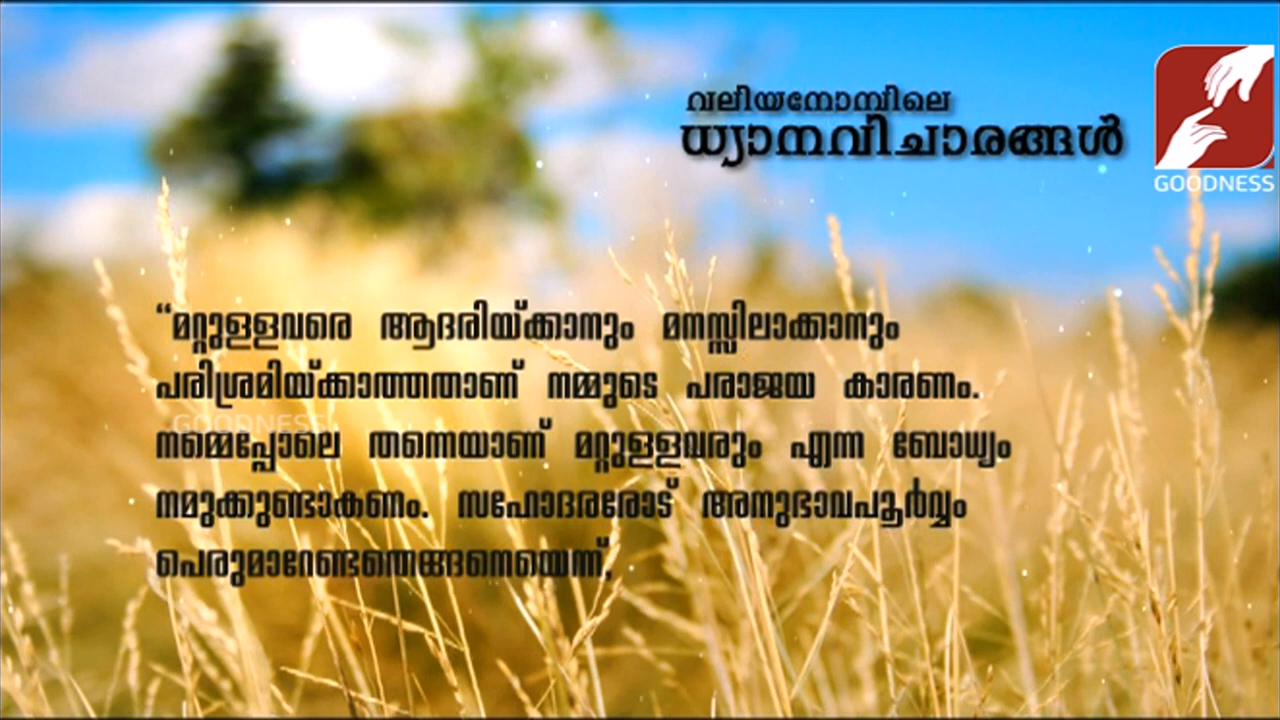 വലിയനോമ്പിലെ
ധ്യാനവിചാരങ്ങൾ
GOODNESS
“മറ്റുള്ളവരെ ആദരിയ്ക്കാനും മനസ്സിലാക്കാനും
പരിശ്രമിയ്ക്കാത്തതാണ് നമ്മുടെ പരാജയ കാരണം.
GOODNESS
നമ്മെപ്പോലെ തന്നെയാണ് മറ്റുള്ളവരും എന്ന ബോധ്യം
നമുക്കുണ്ടാകണം. സഹോദരരോട് അനുഭാവപൂർവ്വം
പെരുമാറേണ്ടതെങ്ങനെയെന്ന്,